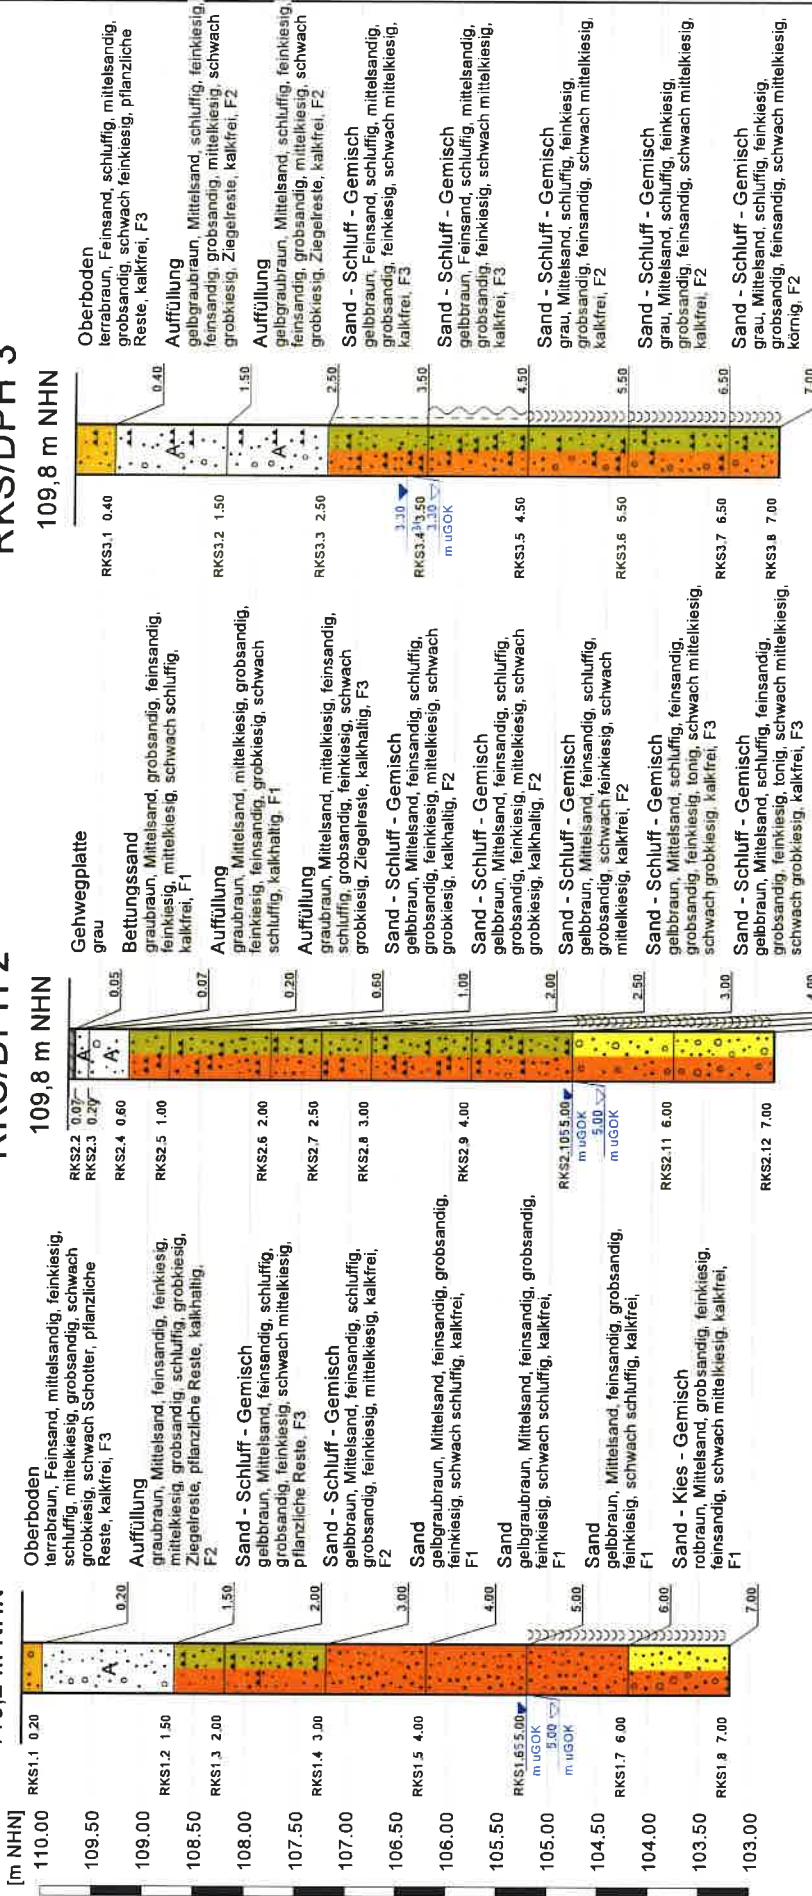 [m NHN]
110.00
109.50
109.00
108.50
108.00
107.50
107.00
106.50
106.00
105.50
105.00
104.50
104.00
103.50
103.00
RKS1.1 0.20
RKS1.2 1.50
RKS1.3 2.00
RKS1.4 3.00
RKS1.5 4.00
RKS1.6 5.00
m uGOK
5.00
m uGOK
RKS1.7 6.00
RKS1.8 7.00
A
0.20
1.50
2.00
3.00
4.00
5.00
6.00
7.00
Oberboden
terrabraun, Feinsand, mittelsandig, feinkiesig,
schluffig, mittelkiesig, grobsandig, schwach
grobkiesig, schwach Schotter, pflanzliche
Reste, kalkfrei, F3
Auffüllung
graubraun, Mittelsand, feinsandig, feinkiesig,
mittelkiesig, grobsandig, schluffig, grobkiesig,
Ziegelreste, pflanzliche Reste, kalkhaltig,
F2
Sand - Schluff - Gemisch
gelbbraun, Mittelsand, feinsandig, schluffig,
grobsandig, feinkiesig, schwach mittelkiesig,
pflanzliche Reste, F3
Sand - Schluff - Gemisch
gelbbraun, Mittelsand, feinsandig, schluffig,
grobsandig, feinkiesig, mittelkiesig, kalkfrei,
F2
Sand
gelbgraubraun, Mittelsand, feinsandig, grobsandig,
feinkiesig, schwach schluffig, kalkfrei,
F1
Sand
gelbgraubraun, Mittelsand, feinsandig, grobsandig,
feinkiesig, schwach schluffig, kalkfrei,
F1
Sand
gelbbraun, Mittelsand, feinsandig, grobsandig,
feinkiesig, schwach schluffig, kalkfrei,
F1
Sand - Kies - Gemisch
rotbraun, Mittelsand, grobsandig, feinkiesig,
feinsandig, schwach mittelkiesig, kalkfrei,
F1
109,8 m NHN
RKS2.2 0.07
RKS2.3 0.20
RKS2.4 0.60
RKS2.5 1.00
RKS2.6 2.00
RKS2.7 2.50
RKS2.8 3.00
RKS2.9 4.00
RKS2.10 5.00
m uGOK
5.00
m uGOK
RKS2.11 6.00
RKS2.12 7.00
A
A
0.05
0.07
0.20
0.60
1.00
2.00
2.50
3.00
Gehwegplatte
grau
Bettungssand
graubraun, Mittelsand, grobsandig, feinsandig,
feinkiesig, mittelkiesig, schwach schluffig,
kalkfrei, F1
Auffüllung
graubraun, Mittelsand, mittelkiesig, grobsandig,
feinkiesig, feinsandig, grobkiesig, schwach
schluffig, kalkhaltig, F1
Auffüllung
graubraun, Mittelsand, mittelkiesig, feinsandig,
schluffig, grobsandig, feinkiesig, schwach
grobkiesig, Ziegelreste, kalkhaltig, F3
Sand - Schluff - Gemisch
gelbbraun, Mittelsand, feinsandig, schluffig,
grobsandig, feinkiesig, mittelkiesig, schwach
grobkiesig, kalkhaltig, F2
Sand - Schluff - Gemisch
gelbbraun, Mittelsand, feinsandig, schluffig,
grobsandig, feinkiesig, mittelkiesig, schwach
grobkiesig, kalkhaltig, F2
Sand - Schluff - Gemisch
gelbbraun, Mittelsand, feinsandig, schluffig,
grobsandig, schwach feinkiesig, schwach
mittelkiesig, kalkfrei, F2
Sand - Schluff - Gemisch
gelbbraun, Mittelsand, schluffig, feinsandig,
grobsandig, feinkiesig, tonig, schwach mittelkiesig,
schwach grobkiesig, kalkfrei, F3
Sand - Schluff - Gemisch
gelbbraun, Mittelsand, schluffig, feinsandig,
grobsandig, feinkiesig, tonig, schwach mittelkiesig,
schwach grobkiesig, kalkfrei, F3
RKS/DPH 3
109,8 m NHN
RKS3.1 0.40
RKS3.2 1.50
RKS3.3 2.50
3.30
RKS3.4 3.50
3.30
m uGOK
RKS3.5 4.50
RKS3.6 5.50
RKS3.7 6.50
RKS3.8 7.00
A
A
0.40
1.50
2.50
3.50
4.50
5.50
6.50
7.00
Oberboden
terrabraun, Feinsand, schluffig, mittelsandig,
grobsandig, schwach feinkiesig, pflanzliche
Reste, kalkfrei, F3
Auffüllung
gelbgraubraun, Mittelsand, schluffig, feinkiesig,
feinsandig, grobsandig, mittelkiesig, schwach
grobkiesig, Ziegelreste, kalkfrei, F2
Auffüllung
gelbgraubraun, Mittelsand, schluffig, feinkiesig,
feinsandig, grobsandig, mittelkiesig, schwach
grobkiesig, Ziegelreste, kalkfrei, F2
Sand - Schluff - Gemisch
gelbbraun, Feinsand, schluffig, mittelsandig,
grobsandig, feinkiesig, schwach mittelkiesig,
kalkfrei, F3
Sand - Schluff - Gemisch
gelbbraun, Feinsand, schluffig, mittelsandig,
grobsandig, feinkiesig, schwach mittelkiesig,
kalkfrei, F3
Sand - Schluff - Gemisch
grau, Mittelsand, schluffig, feinkiesig,
grobsandig, feinsandig, schwach mittelkiesig,
kalkfrei, F2
Sand - Schluff - Gemisch
grau, Mittelsand, schluffig, feinkiesig,
grobsandig, feinsandig, schwach mittelkiesig,
kalkfrei, F2
Sand - Schluff - Gemisch
grau, Mittelsand, schluffig, feinkiesig,
grobsandig, feinsandig, schwach mittelkiesig,
körnig, F2